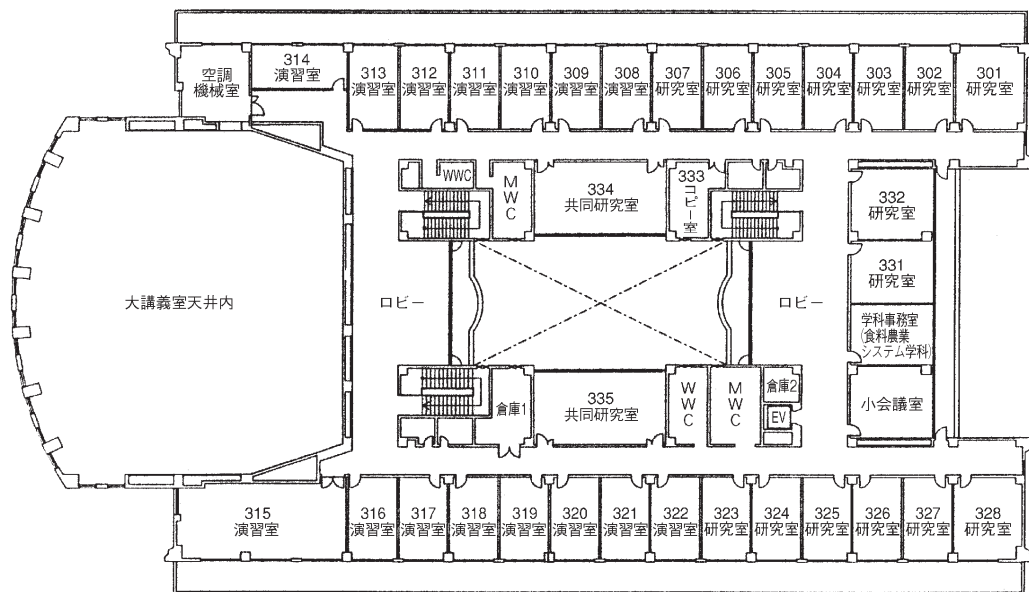 空調
機械室
314
演習室
313
演習室
312
演習室
311
演習室
310
演習室
309
演習室
308
演習室
307
研究室
306
研究室
305
研究室
304
研究室
303
研究室
302
研究室
301
研究室
WWC
MWC
334
共同研究室
333
コピー室
332
研究室
331
研究室
大講義室天井内
ロビー
ロビー
学科事務室
(食料農業
システム学科)
小会議室
倉庫1
335
共同研究室
WWC
MWC
倉庫2
EV
315
演習室
316
演習室
317
演習室
318
演習室
319
演習室
320
演習室
321
演習室
322
演習室
323
研究室
324
研究室
325
研究室
326
研究室
327
研究室
328
研究室